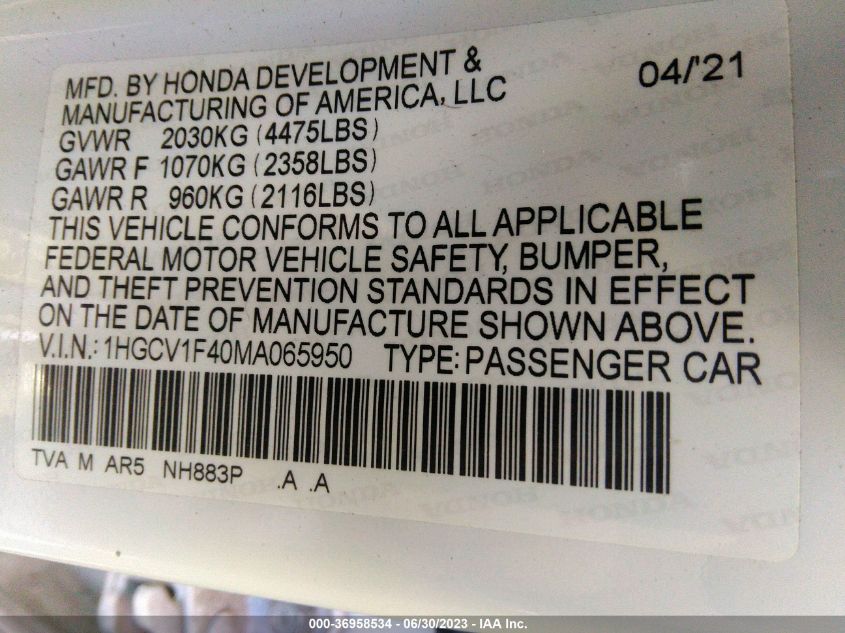 MFD. BY HONDA DEVELOPMENT & 04/'21
MANUFACTURING OF AMERICA, LLC
GVWR 2030KG (4475LBS)
GAWR F 1070KG (2358LBS)
GAWR R 960KG (2116LBS)
THIS VEHICLE CONFORMS TO ALL APPLICABLE
FEDERAL MOTOR VEHICLE SAFETY, BUMPER,
AND THEFT PREVENTION STANDARDS IN EFFECT
ON THE DATE OF MANUFACTURE SHOWN ABOVE.
V.I.N.: 1HGCV1F40MA065950 TYPE: PASSENGER CAR
TVA M AR5 NH883P .A .A
000-36958534 - 06/30/2023 - IAA Inc.